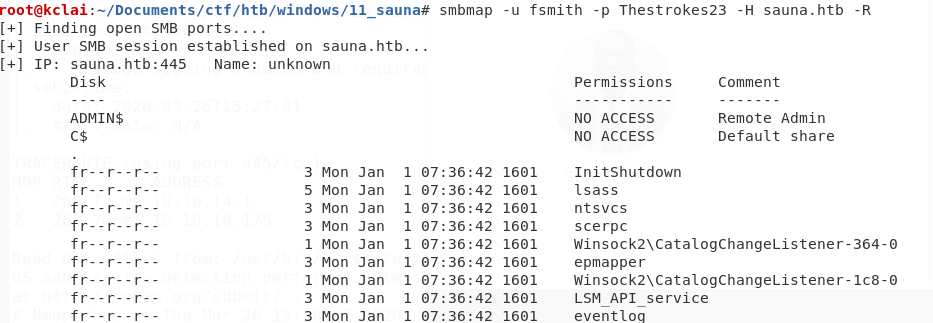 root@kclai:~/Documents/ctf/htb/windows/11_sauna# smbmap -u fsmith -p Thestrokes23 -H sauna.htb -R
[+] Finding open SMB ports....
[+] User SMB session established on sauna.htb...
[+] IP: sauna.htb:445 Name: unknown
Disk Permissions Comment
---- ----------- -------
ADMIN$ NO ACCESS Remote Admin
C$ NO ACCESS Default share
.
fr--r--r-- 3 Mon Jan 1 07:36:42 1601 InitShutdown
fr--r--r-- 5 Mon Jan 1 07:36:42 1601 lsass
fr--r--r-- 3 Mon Jan 1 07:36:42 1601 ntsvcs
fr--r--r-- 3 Mon Jan 1 07:36:42 1601 scerpc
fr--r--r-- 1 Mon Jan 1 07:36:42 1601 Winsock2\CatalogChangeListener-364-0
fr--r--r-- 3 Mon Jan 1 07:36:42 1601 epmapper
fr--r--r-- 1 Mon Jan 1 07:36:42 1601 Winsock2\CatalogChangeListener-1c8-0
fr--r--r-- 3 Mon Jan 1 07:36:42 1601 LSM_API_service
fr--r--r-- 3 Mon Jan 1 07:36:42 1601 eventlog